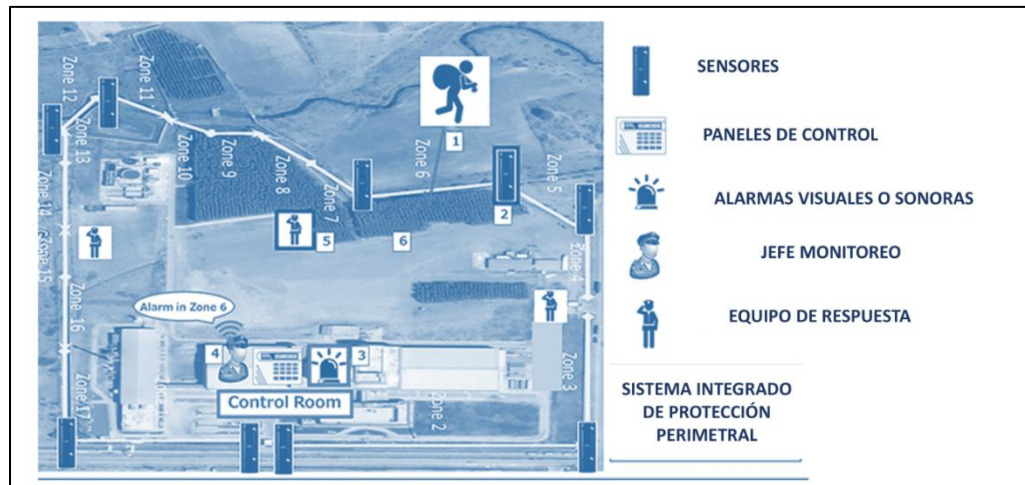 Zone 12
Zone 11
Zone 13
Zone 10
Zone 9
Zone 8
Zone 7
Zone 6
Zone 5
1
2
5
6
Zone 14
Zone 15
Zone 4
Zone 16
Alarm in Zone 6
4
3
Zone 3
Control Room
Zone 2
Zone 17
SENSORES
PANELES DE CONTROL
ALARMAS VISUALES O SONORAS
JEFE MONITOREO
EQUIPO DE RESPUESTA
SISTEMA INTEGRADO
DE PROTECCIÓN
PERIMETRAL